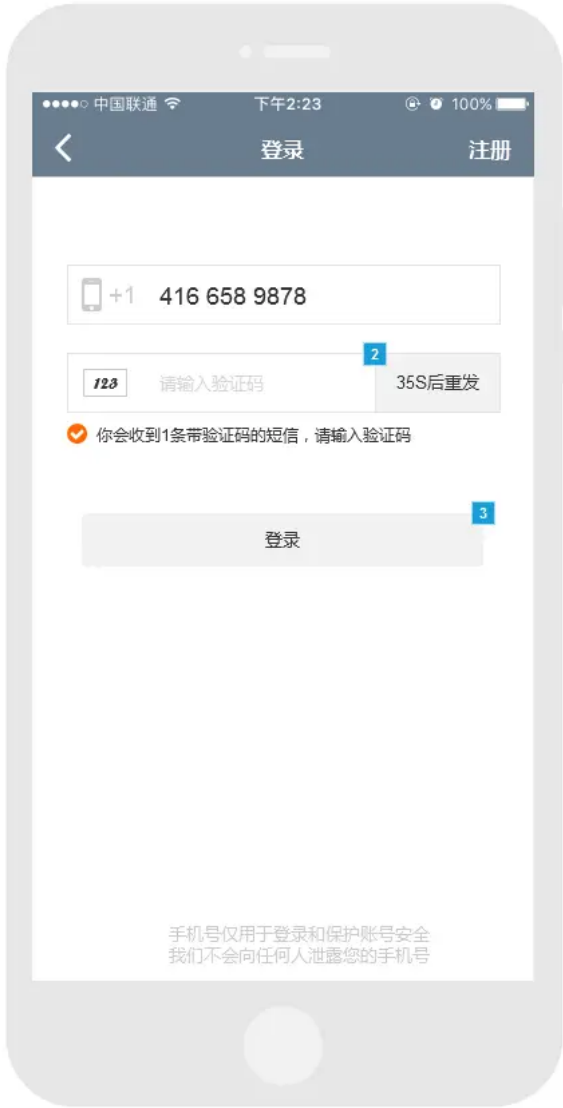 中国联通 下午2:23 100%
登录 注册
+1 416 658 9878
2
123 请输入验证码 35S后重发
你会收到1条带验证码的短信，请输入验证码
3
登录
手机号仅用于登录和保护账号安全
我们不会向任何人泄露您的手机号